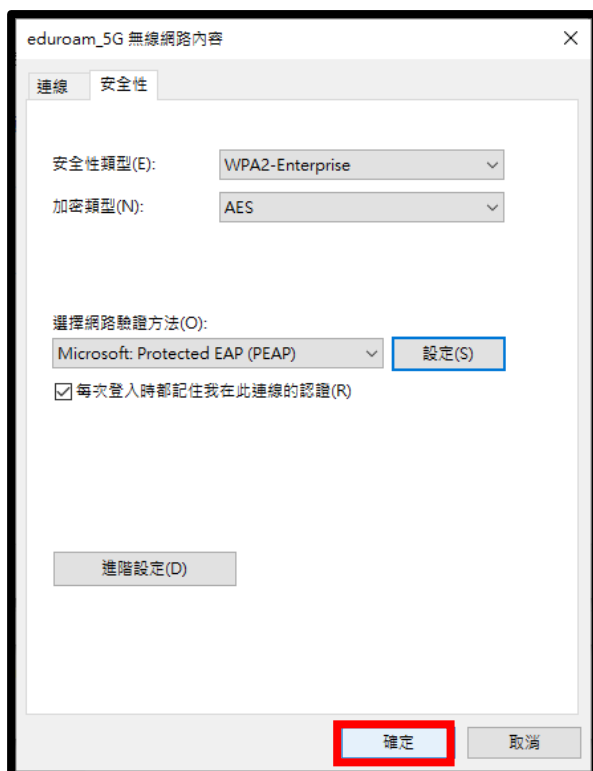 eduroam_5G 無線網路內容
連線 安全性
安全性類型(E): WPA2-Enterprise
加密類型(N): AES
選擇網路驗證方法(O):
Microsoft: Protected EAP (PEAP) 設定(S)
每次登入時都記住我在此連線的認證(R)
進階設定(D)
確定 取消